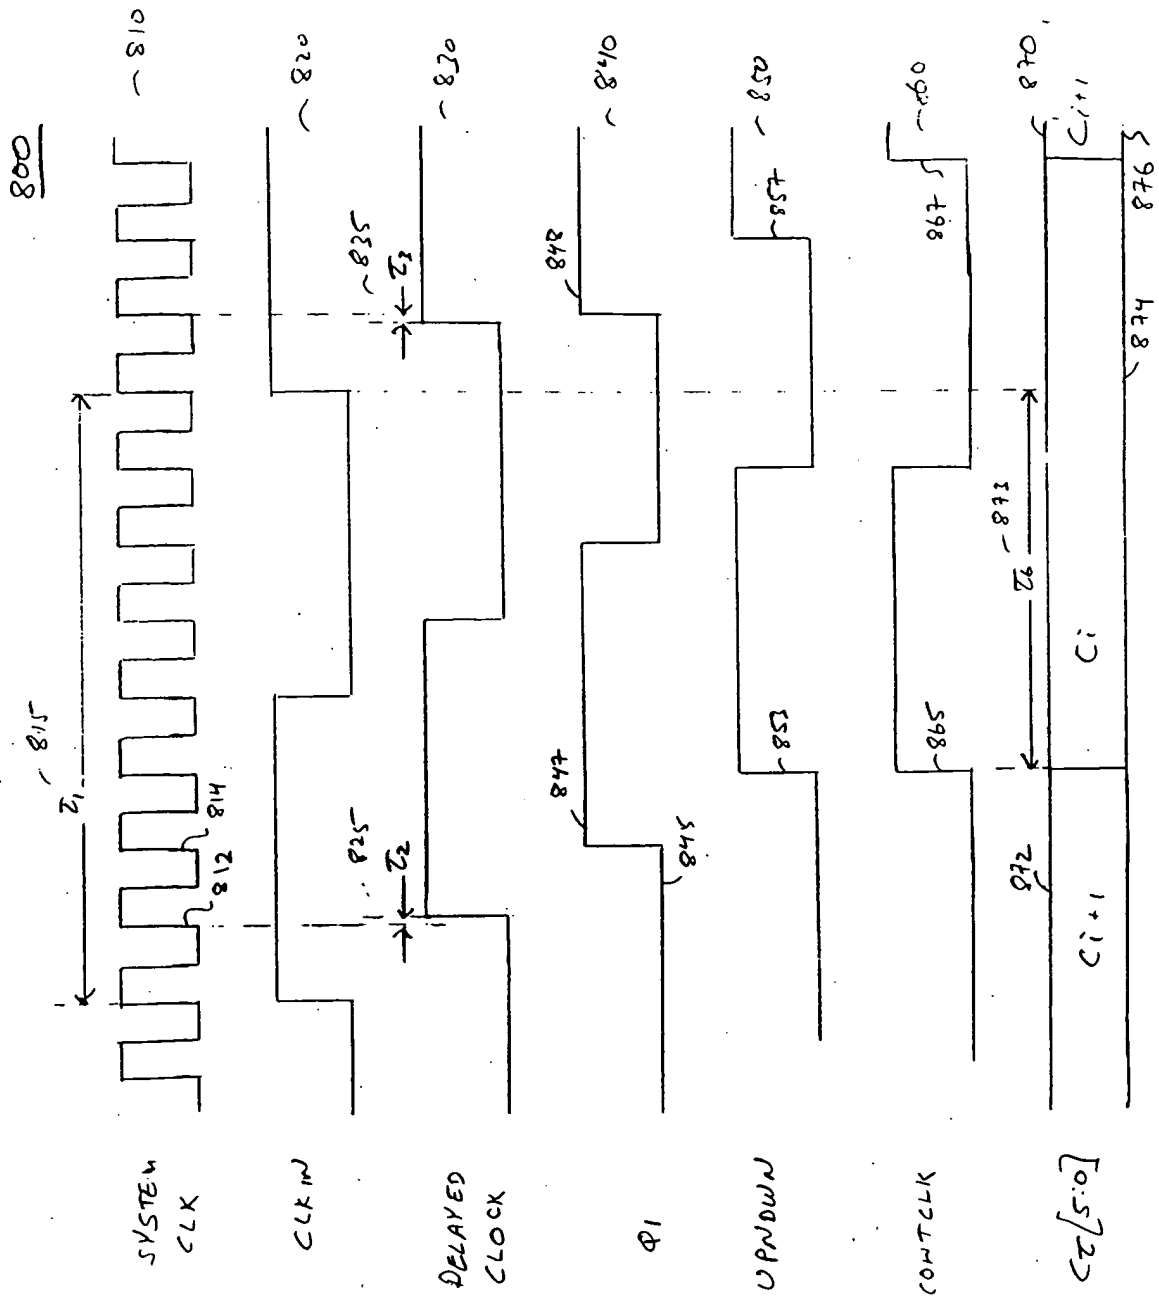 800
SYSTEM CLK
~ 810
τ1
~ 815
812
814
CLK IN
~ 820
~ 825
τ2
~ 835
τ3
DELAYED CLOCK
~ 830
Q1
~ 840
845
847
848
UPNDWN
~ 850
853
857
CONTCLK
865
867
τ6
~ 873
Cτ[5:0]
870
872
Ci+1
Ci
874
Ci+1
876